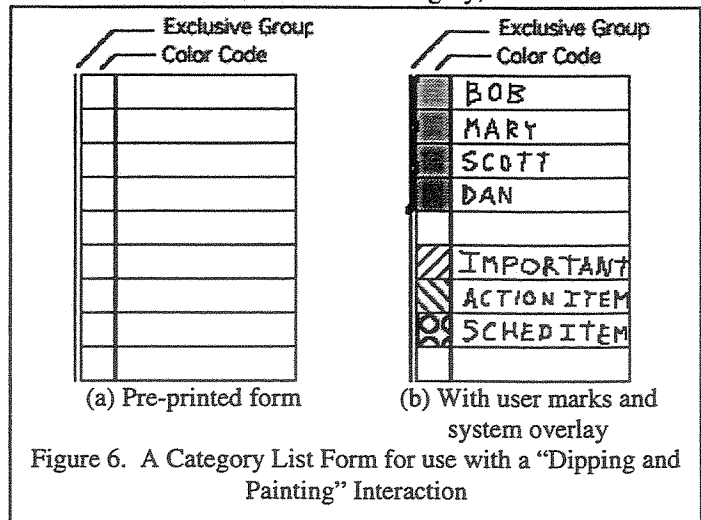 Exclusive Group
Color Code
(a) Pre-printed form
Exclusive Group
Color Code
BOB
MARY
SCOTT
DAN
IMPORTANT
ACTION ITEM
SCHED ITEM
(b) With user marks and
system overlay
Figure 6. A Category List Form for use with a “Dipping and
Painting” Interaction